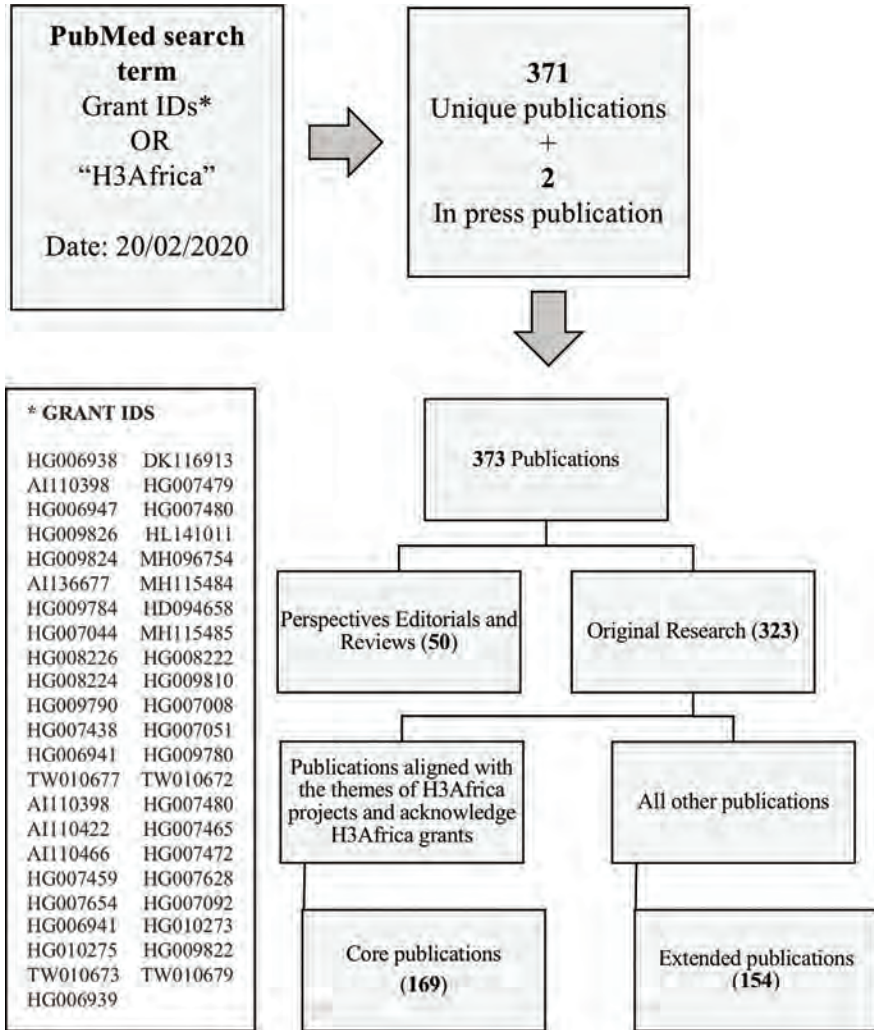 PubMed search
term
Grant IDs*
OR
“H3Africa”
Date: 20/02/2020
371
Unique publications
+
2
In press publication
373 Publications
Perspectives Editorials and
Reviews (50)
Original Research (323)
Publications aligned with
the themes of H3Africa
projects and acknowledge
H3Africa grants
All other publications
Core publications
(169)
Extended publications
(154)
* GRANT IDS
HG006938 DK116913
AI110398 HG007479
HG006947 HG007480
HG009826 HL141011
HG009824 MH096754
AI136677 MH115484
HG009784 HD094658
HG007044 MH115485
HG008226 HG008222
HG008224 HG009810
HG009790 HG007008
HG007438 HG007051
HG006941 HG009780
TW010677 TW010672
AI110398 HG007480
AI110422 HG007465
AI110466 HG007472
HG007459 HG007628
HG007654 HG007092
HG006941 HG010273
HG010275 HG009822
TW010673 TW010679
HG006939